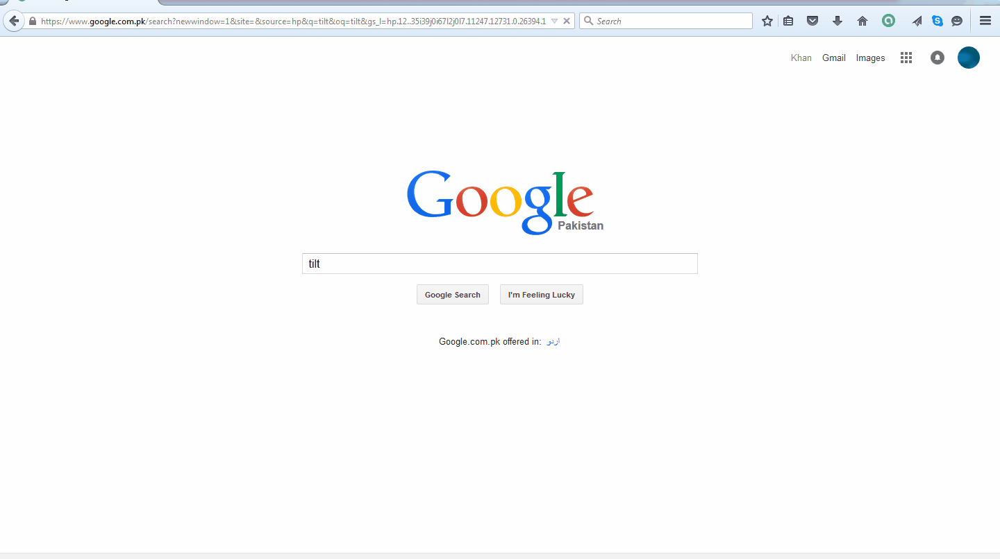 https://www.google.com.pk/search?newwindow=1&site=&source=hp&q=tilt&oq=tilt&gs_l=hp.12..35i39j0i67l2j0l7.11247.12731.0.26394.1
Search
Khan Gmail Images
Google
Pakistan
tilt
Google Search I'm Feeling Lucky
Google.com.pk offered in: اردو